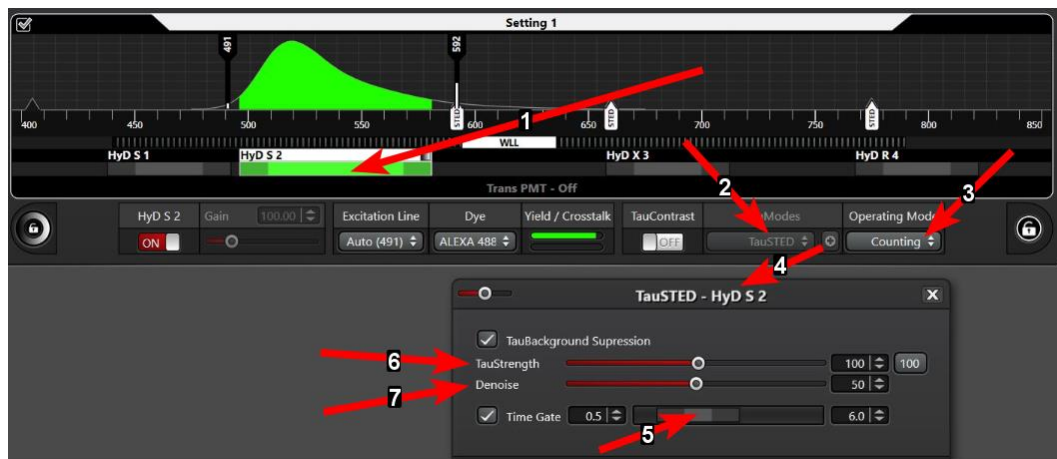 Setting 1
491
592
STED
STED
STED
400 450 500 550 600 650 700 750 800 850
1
WLL
HyD S 1 HyD S 2 HyD X 3 HyD R 4
Trans PMT - Off
2
3
HyD S 2 Gain 100.00 Excitation Line Dye Yield / Crosstalk TauContrast Modes Operating Mode
ON Auto (491) ALEXA 488 OFF TauSTED Counting
4
TauSTED - HyD S 2 X
TauBackground Supression
6 TauStrength 100 100
7 Denoise 50
Time Gate 0.5 6.0
5